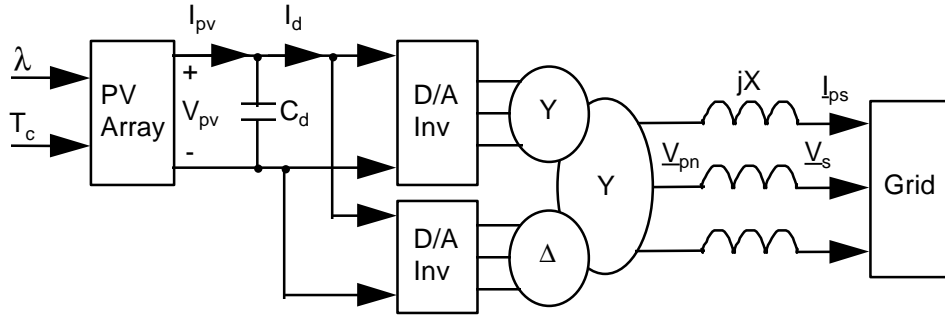 λ
T_c
PV
Array
I_pv
+
V_pv
-
C_d
I_d
D/A
Inv
D/A
Inv
Y
Δ
Y
V_pn
jX
I_ps
V_s
Grid